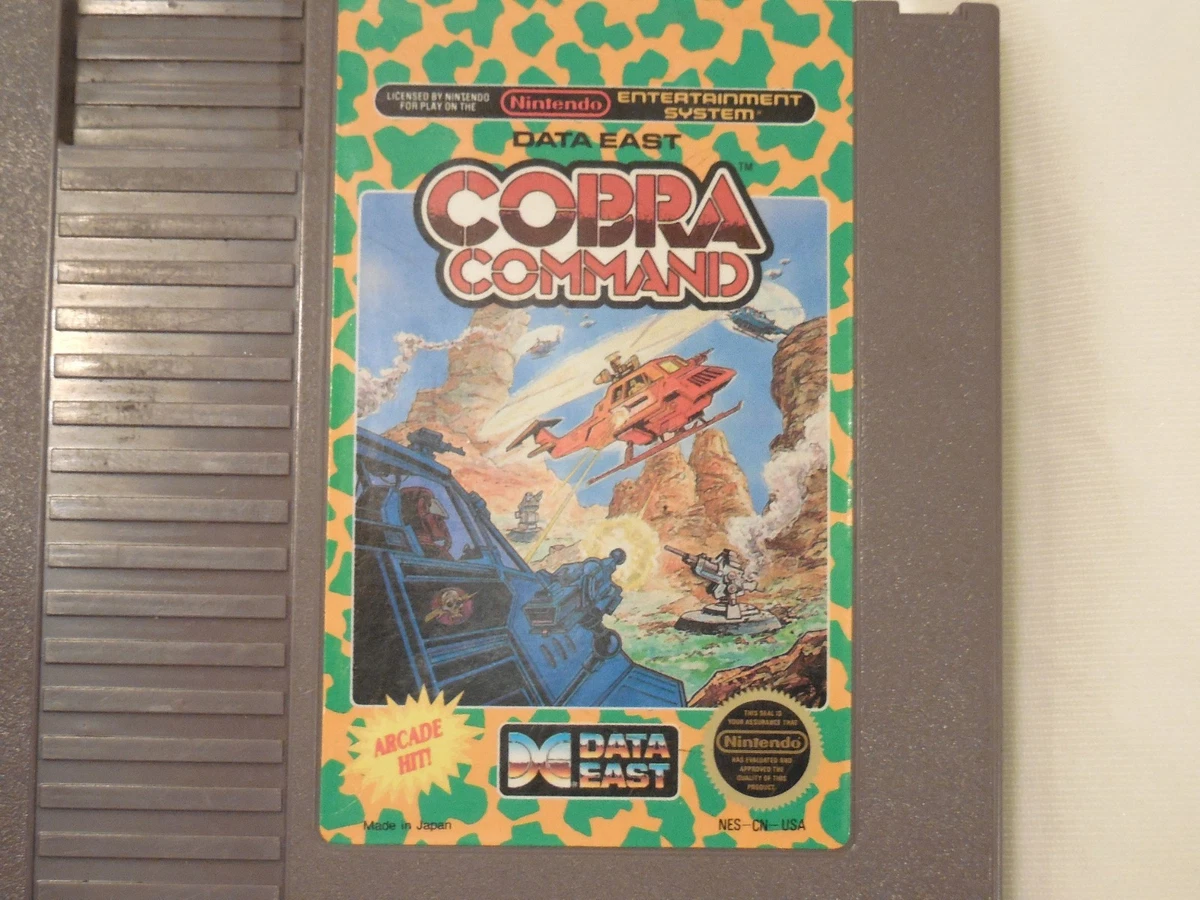 LICENSED BY NINTENDO
FOR PLAY ON THE
Nintendo
ENTERTAINMENT
SYSTEM
DATA EAST
COBRA™
COMMAND
ARCADE
HIT!
DATA
EAST
THIS SEAL IS
YOUR ASSURANCE THAT
Nintendo
HAS EVALUATED AND
APPROVED THE
QUALITY OF THIS
PRODUCT.
Made in Japan
NES-CN-USA